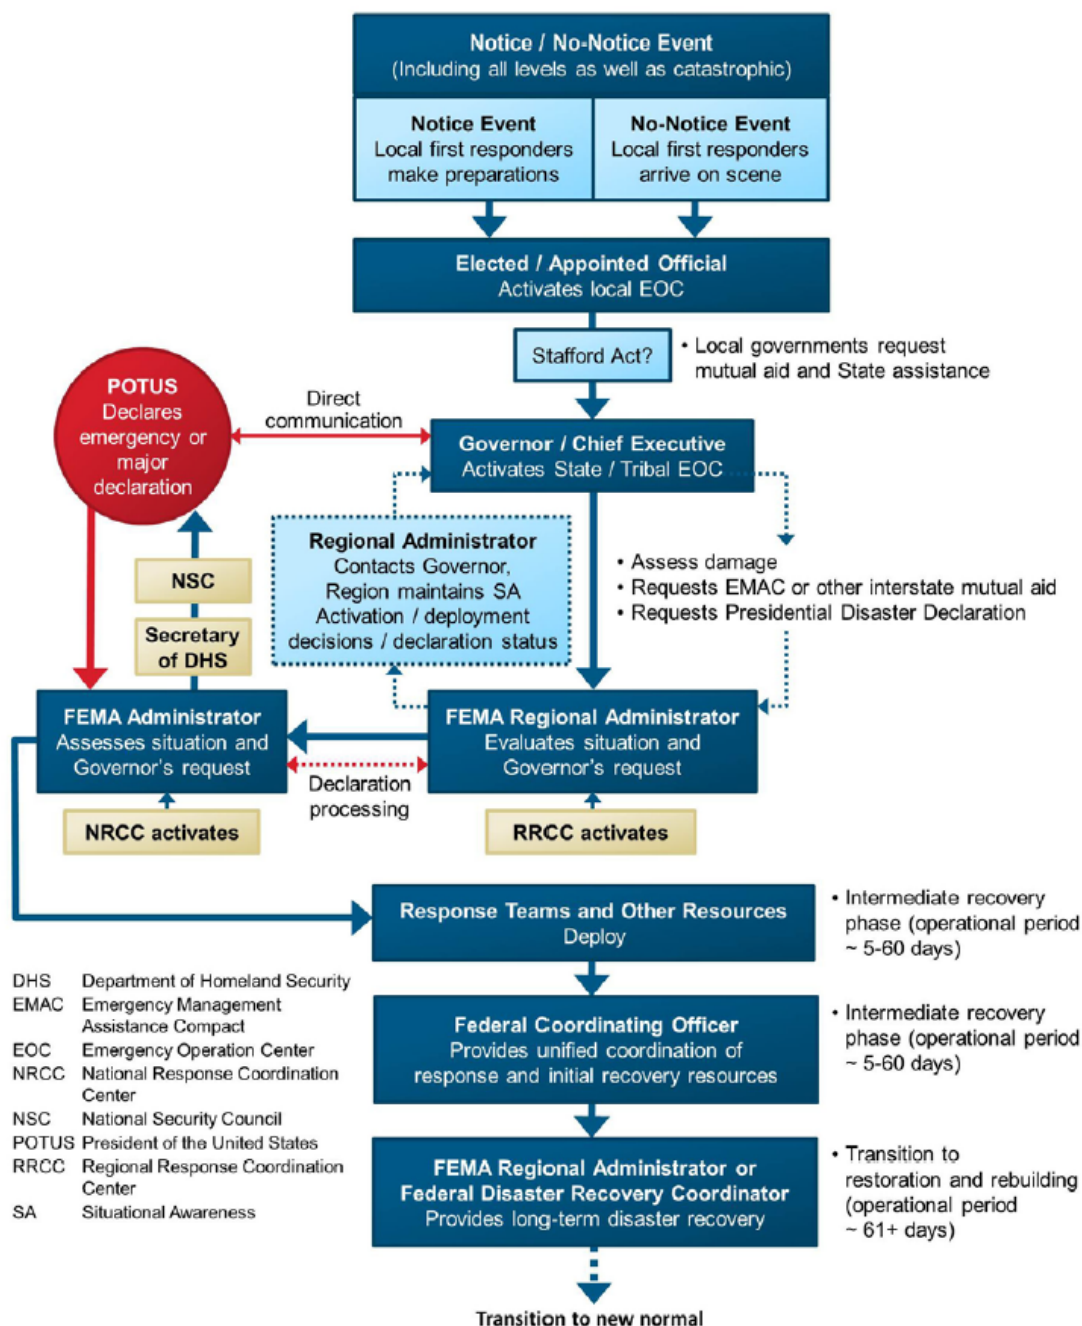 Notice / No-Notice Event
(Including all levels as well as catastrophic)
Notice Event
Local first responders
make preparations
No-Notice Event
Local first responders
arrive on scene
Elected / Appointed Official
Activates local EOC
Stafford Act?
• Local governments request
mutual aid and State assistance
POTUS
Declares
emergency or
major
declaration
Direct
communication
Governor / Chief Executive
Activates State / Tribal EOC
Regional Administrator
Contacts Governor,
Region maintains SA
Activation / deployment
decisions / declaration status
• Assess damage
• Requests EMAC or other interstate mutual aid
• Requests Presidential Disaster Declaration
NSC
Secretary
of DHS
FEMA Administrator
Assesses situation and
Governor's request
FEMA Regional Administrator
Evaluates situation and
Governor's request
Declaration
processing
NRCC activates
RRCC activates
Response Teams and Other Resources
Deploy
• Intermediate recovery
phase (operational period
~ 5-60 days)
Federal Coordinating Officer
Provides unified coordination of
response and initial recovery resources
• Intermediate recovery
phase (operational period
~ 5-60 days)
FEMA Regional Administrator or
Federal Disaster Recovery Coordinator
Provides long-term disaster recovery
• Transition to
restoration and rebuilding
(operational period
~ 61+ days)
Transition to new normal
DHS Department of Homeland Security
EMAC Emergency Management
Assistance Compact
EOC Emergency Operation Center
NRCC National Response Coordination
Center
NSC National Security Council
POTUS President of the United States
RRCC Regional Response Coordination
Center
SA Situational Awareness